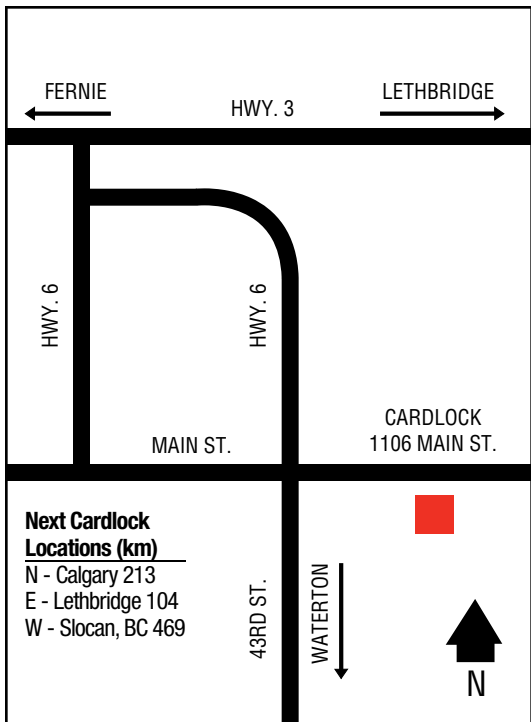 FERNIE
LETHBRIDGE
HWY. 3
HWY. 6
HWY. 6
CARDLOCK
1106 MAIN ST.
MAIN ST.
Next Cardlock
Locations (km)
N - Calgary 213
E - Lethbridge 104
W - Slocan, BC 469
43RD ST.
WATERTON
N